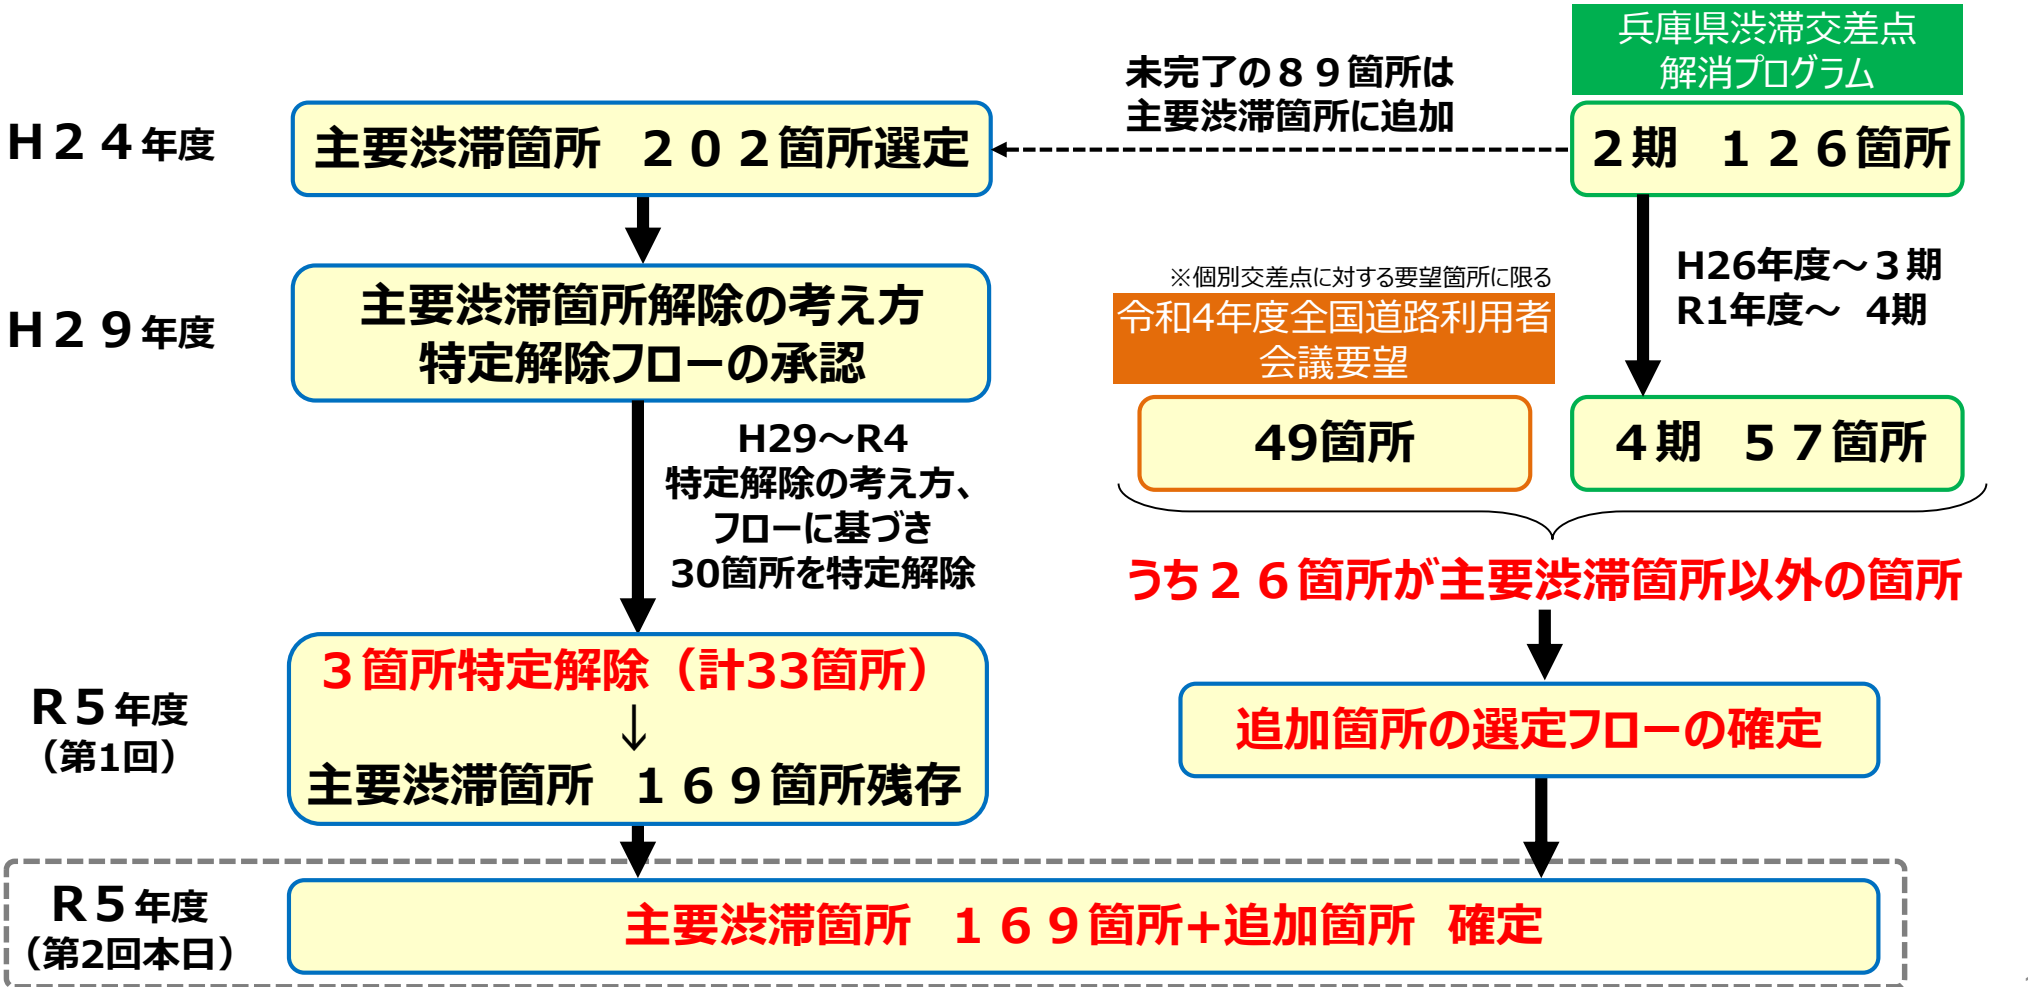 兵庫県渋滞交差点
解消プログラム
未完了の８９箇所は
主要渋滞箇所に追加
H２４年度
主要渋滞箇所　２０２箇所選定
２期　１２６箇所
H26年度～３期
R1年度～　4期
※個別交差点に対する要望箇所に限る
令和4年度全国道路利用者
会議要望
H２９年度
主要渋滞箇所解除の考え方
特定解除フローの承認
49箇所
４期　５７箇所
H29～R4
特定解除の考え方、
フローに基づき
30箇所を特定解除
うち２６箇所が主要渋滞箇所以外の箇所
R５年度
（第1回）
３箇所特定解除（計33箇所）
↓
主要渋滞箇所　１６９箇所残存
追加箇所の選定フローの確定
R５年度
（第2回本日）
主要渋滞箇所　１６９箇所+追加箇所　確定